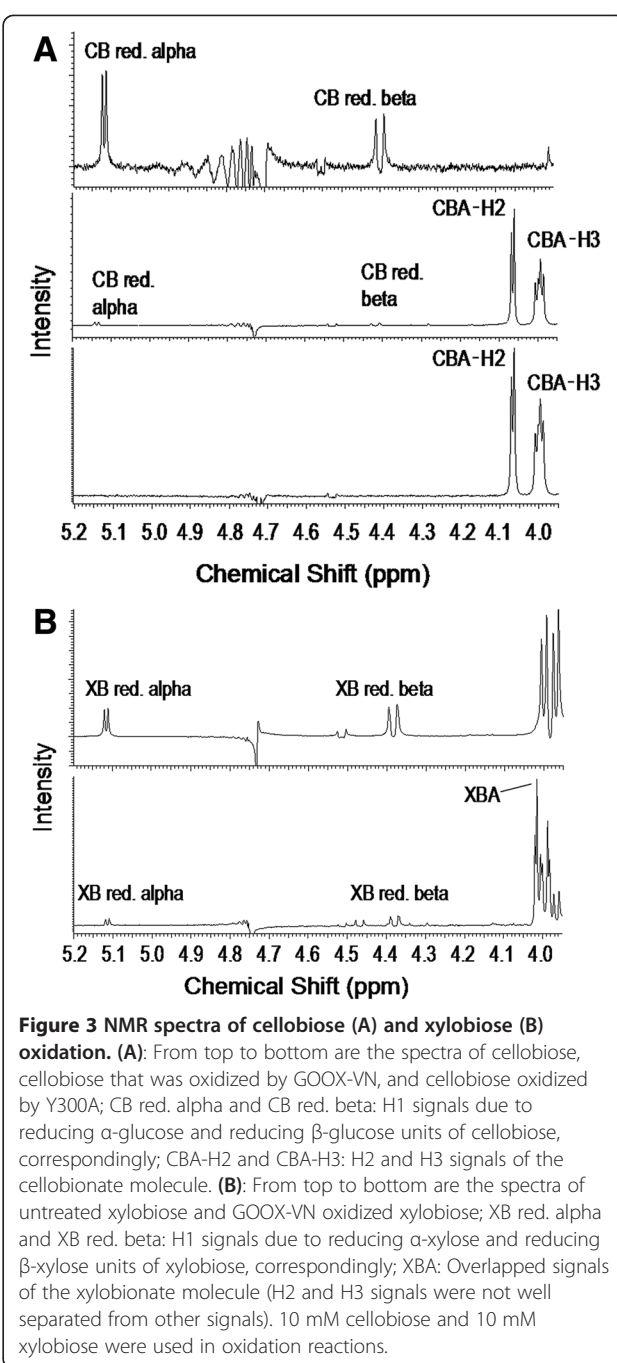 A
CB red. alpha
CB red. beta
CBA-H2
CBA-H3
CB red.
alpha
CB red.
beta
CBA-H2
CBA-H3
Intensity
5.2 5.1 5.0 4.9 4.8 4.7 4.6 4.5 4.4 4.3 4.2 4.1 4.0
Chemical Shift (ppm)
B
XB red. alpha
XB red. beta
XBA
XB red. alpha
XB red. beta
Intensity
5.2 5.1 5.0 4.9 4.8 4.7 4.6 4.5 4.4 4.3 4.2 4.1 4.0
Chemical Shift (ppm)
Figure 3 NMR spectra of cellobiose (A) and xylobiose (B)
oxidation. (A): From top to bottom are the spectra of cellobiose,
cellobiose that was oxidized by GOOX-VN, and cellobiose oxidized
by Y300A; CB red. alpha and CB red. beta: H1 signals due to
reducing α-glucose and reducing β-glucose units of cellobiose,
correspondingly; CBA-H2 and CBA-H3: H2 and H3 signals of the
cellobionate molecule. (B): From top to bottom are the spectra of
untreated xylobiose and GOOX-VN oxidized xylobiose; XB red. alpha
and XB red. beta: H1 signals due to reducing α-xylose and reducing
β-xylose units of xylobiose, correspondingly; XBA: Overlapped signals
of the xylobionate molecule (H2 and H3 signals were not well
separated from other signals). 10 mM cellobiose and 10 mM
xylobiose were used in oxidation reactions.